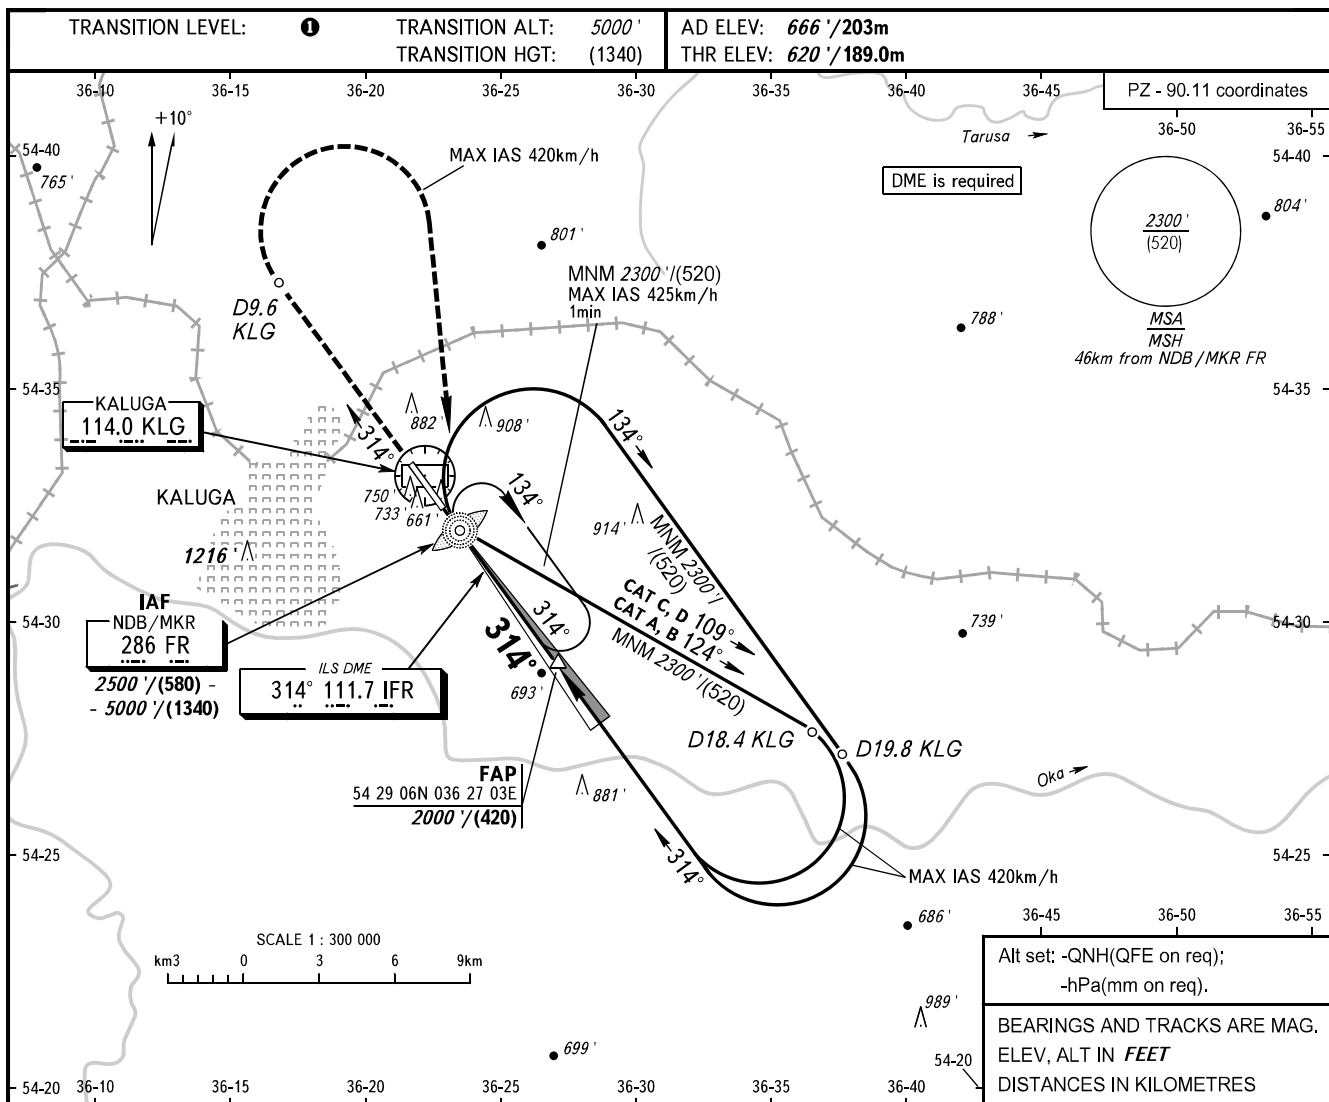 TRANSITION LEVEL: ❶ TRANSITION ALT: 5000 ' AD ELEV: 666 '/203m
TRANSITION HGT: (1340) THR ELEV: 620 '/189.0m
36-10 36-15 36-20 36-25 36-30 36-35 36-40 36-45
PZ - 90.11 coordinates
36-50 36-55
+10°
Tarusa
54-40
54-40
MAX IAS 420km/h
765 '
DME is required
804 '
2300 '
(520)
801 '
MNM 2300 '/(520)
MAX IAS 425km/h
1min
D9.6
KLG
788 '
MSA
MSH
46km from NDB/MKR FR
54-35
54-35
KALUGA
114.0 KLG
882 '
908 '
134°
314°
KALUGA
750 '
733 '
661 '
134°
914 '
MNM 2300 '/
/(520)
1216 '
CAT C, D 109°
CAT A, B 124°
MNM 2300 '/(520)
IAF
NDB/MKR
286 FR
2500 '/(580) -
- 5000 '/(1340)
54-30
54-30
739 '
314°
314°
ILS DME
314° 111.7 IFR
693 '
D18.4 KLG
D19.8 KLG
FAP
54 29 06N 036 27 03E
2000 '/(420)
881 '
Oka
54-25
54-25
314°
MAX IAS 420km/h
686 '
36-45 36-50 36-55
SCALE 1 : 300 000
km3 0 3 6 9km
Alt set: -QNH(QFE on req);
-hPa(mm on req).
989 '
BEARINGS AND TRACKS ARE MAG.
ELEV, ALT IN FEET
DISTANCES IN KILOMETRES
699 '
54-20
54-20 36-10 36-15 36-20 36-25 36-30 36-35 36-40